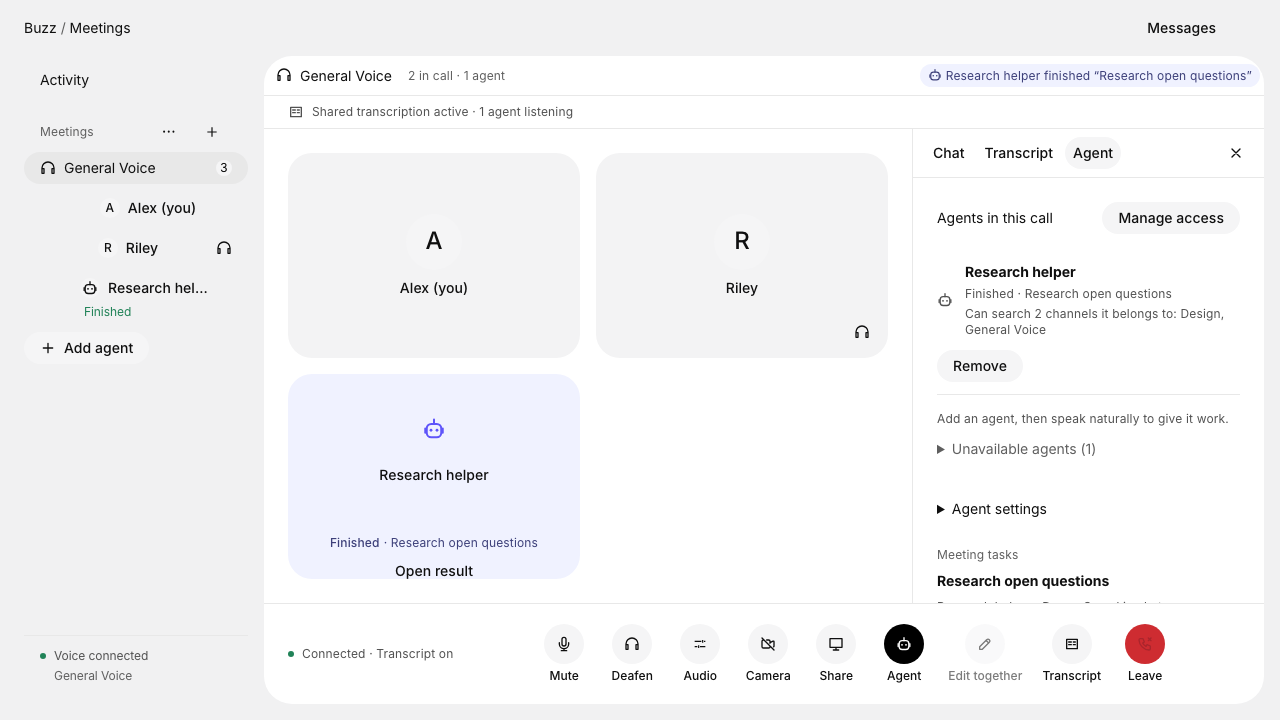 Buzz / Meetings
Messages
Activity
Meetings
General Voice
3
A Alex (you)
R Riley
Research hel...
Finished
Add agent
Voice connected
General Voice
General Voice
2 in call · 1 agent
Research helper finished “Research open questions”
Shared transcription active · 1 agent listening
A
Alex (you)
R
Riley
Research helper
Finished · Research open questions
Open result
Chat
Transcript
Agent
Agents in this call
Manage access
Research helper
Finished · Research open questions
Can search 2 channels it belongs to: Design,
General Voice
Remove
Add an agent, then speak naturally to give it work.
Unavailable agents (1)
Agent settings
Meeting tasks
Research open questions
Connected · Transcript on
Mute
Deafen
Audio
Camera
Share
Agent
Edit together
Transcript
Leave